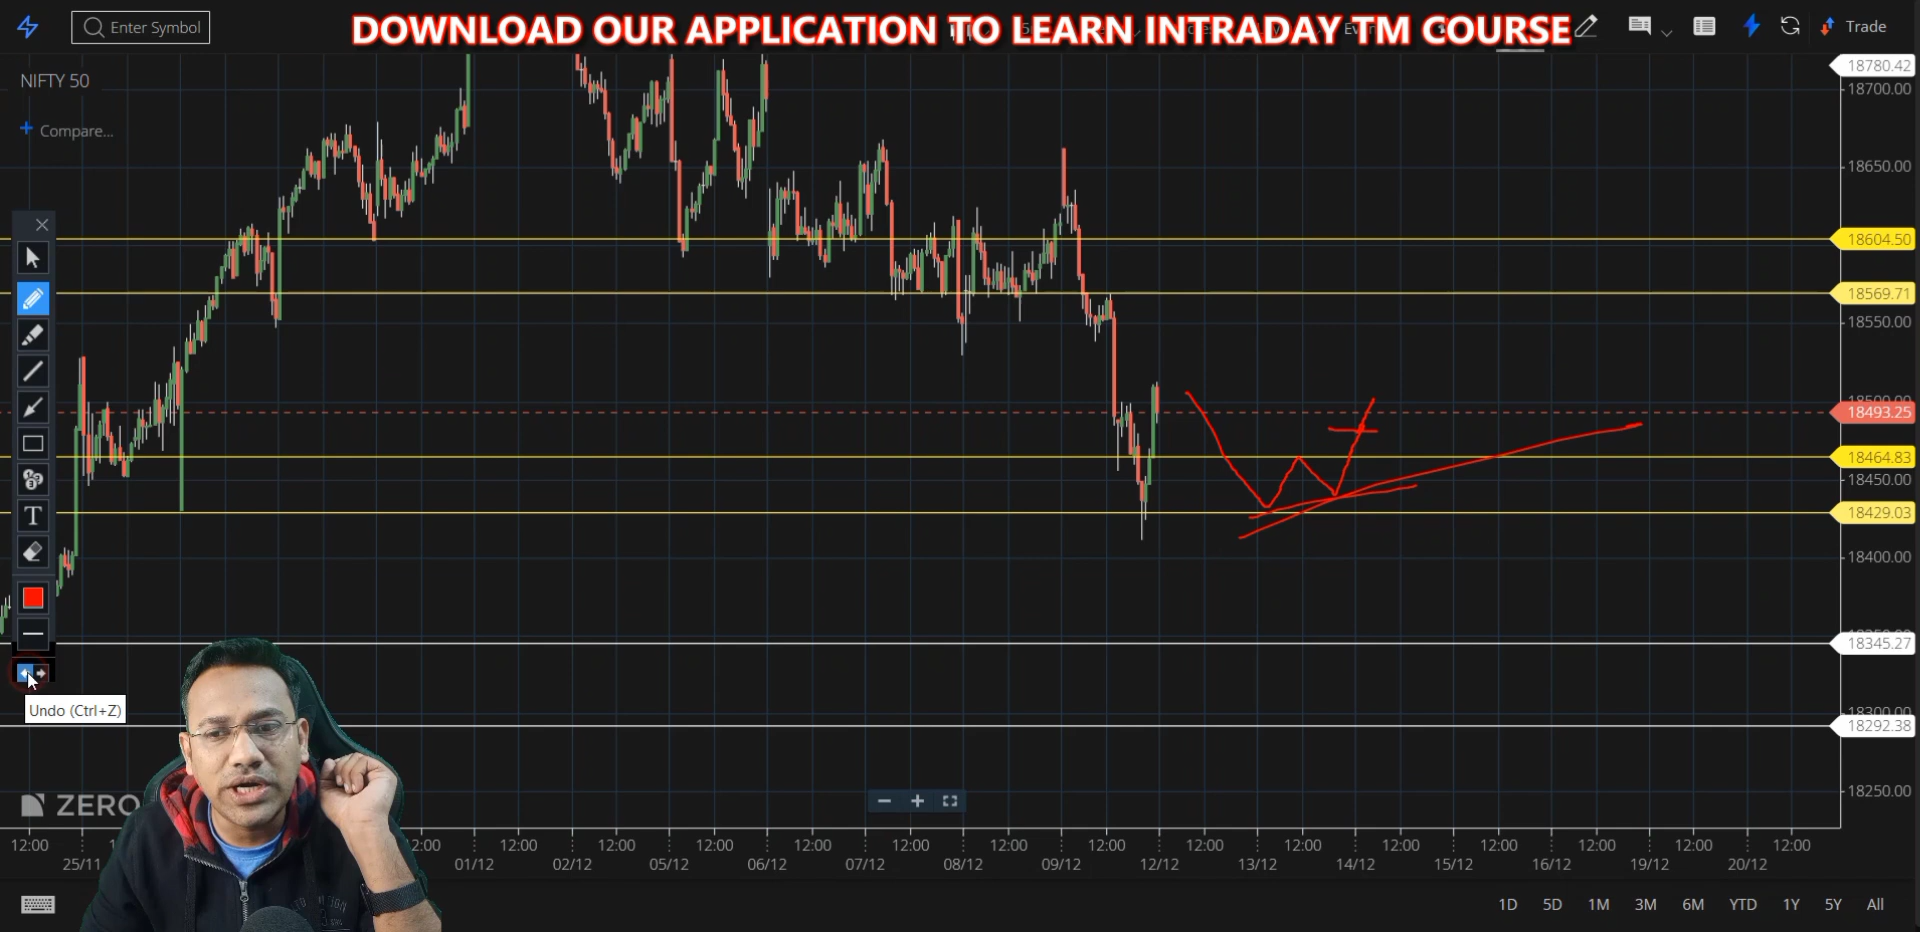 DOWNLOAD OUR APPLICATION TO LEARN INTRADAY TM COURSE
Enter Symbol
Trade
NIFTY 50
Compare...
18780.42
18700.00
18650.00
18604.50
18569.71
18550.00
18493.25
18464.83
18450.00
18429.03
18400.00
18345.27
18300.00
18292.38
18250.00
T
Undo (Ctrl+Z)
ZERO
12:00 12:00 12:00 12:00 12:00 12:00 12:00 12:00 12:00 12:00 12:00 12:00 12:00 12:00 12:00 12:00
25/11 01/12 02/12 05/12 06/12 07/12 08/12 09/12 12/12 13/12 14/12 15/12 16/12 19/12 20/12
1D 5D 1M 3M 6M YTD 1Y 5Y All